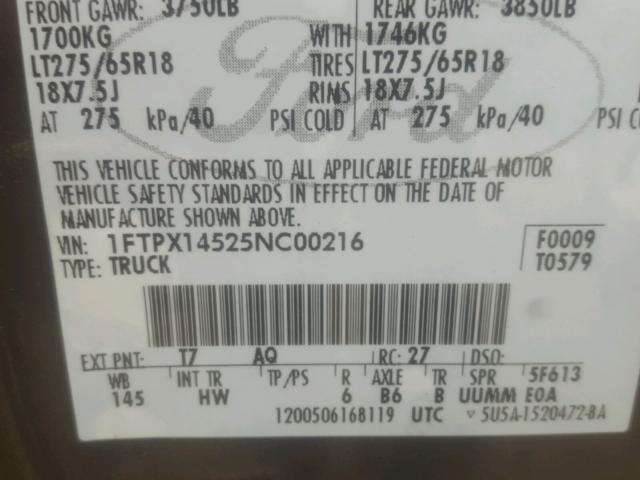 FRONT GAWR: 3750LB REAR GAWR: 3850LB
1700KG WITH 1746KG
LT275/65R18 TIRES LT275/65R18
18X7.5J RIMS 18X7.5J
AT 275 kPa/40 PSI COLD AT 275 kPa/40 PSI C
Ford
THIS VEHICLE CONFORMS TO ALL APPLICABLE FEDERAL MOTOR
VEHICLE SAFETY STANDARDS IN EFFECT ON THE DATE OF
MANUFACTURE SHOWN ABOVE.
VIN: 1FTPX14525NC00216 F0009
TYPE: TRUCK T0579
EXT PNT: T7 AQ RC: 27 DSO:
WB INT TR TP/PS R AXLE TR SPR 5F613
145 HW 6 B6 B UUMM EOA
1200506168119 UTC ▽ 5U5A-1520472-BA